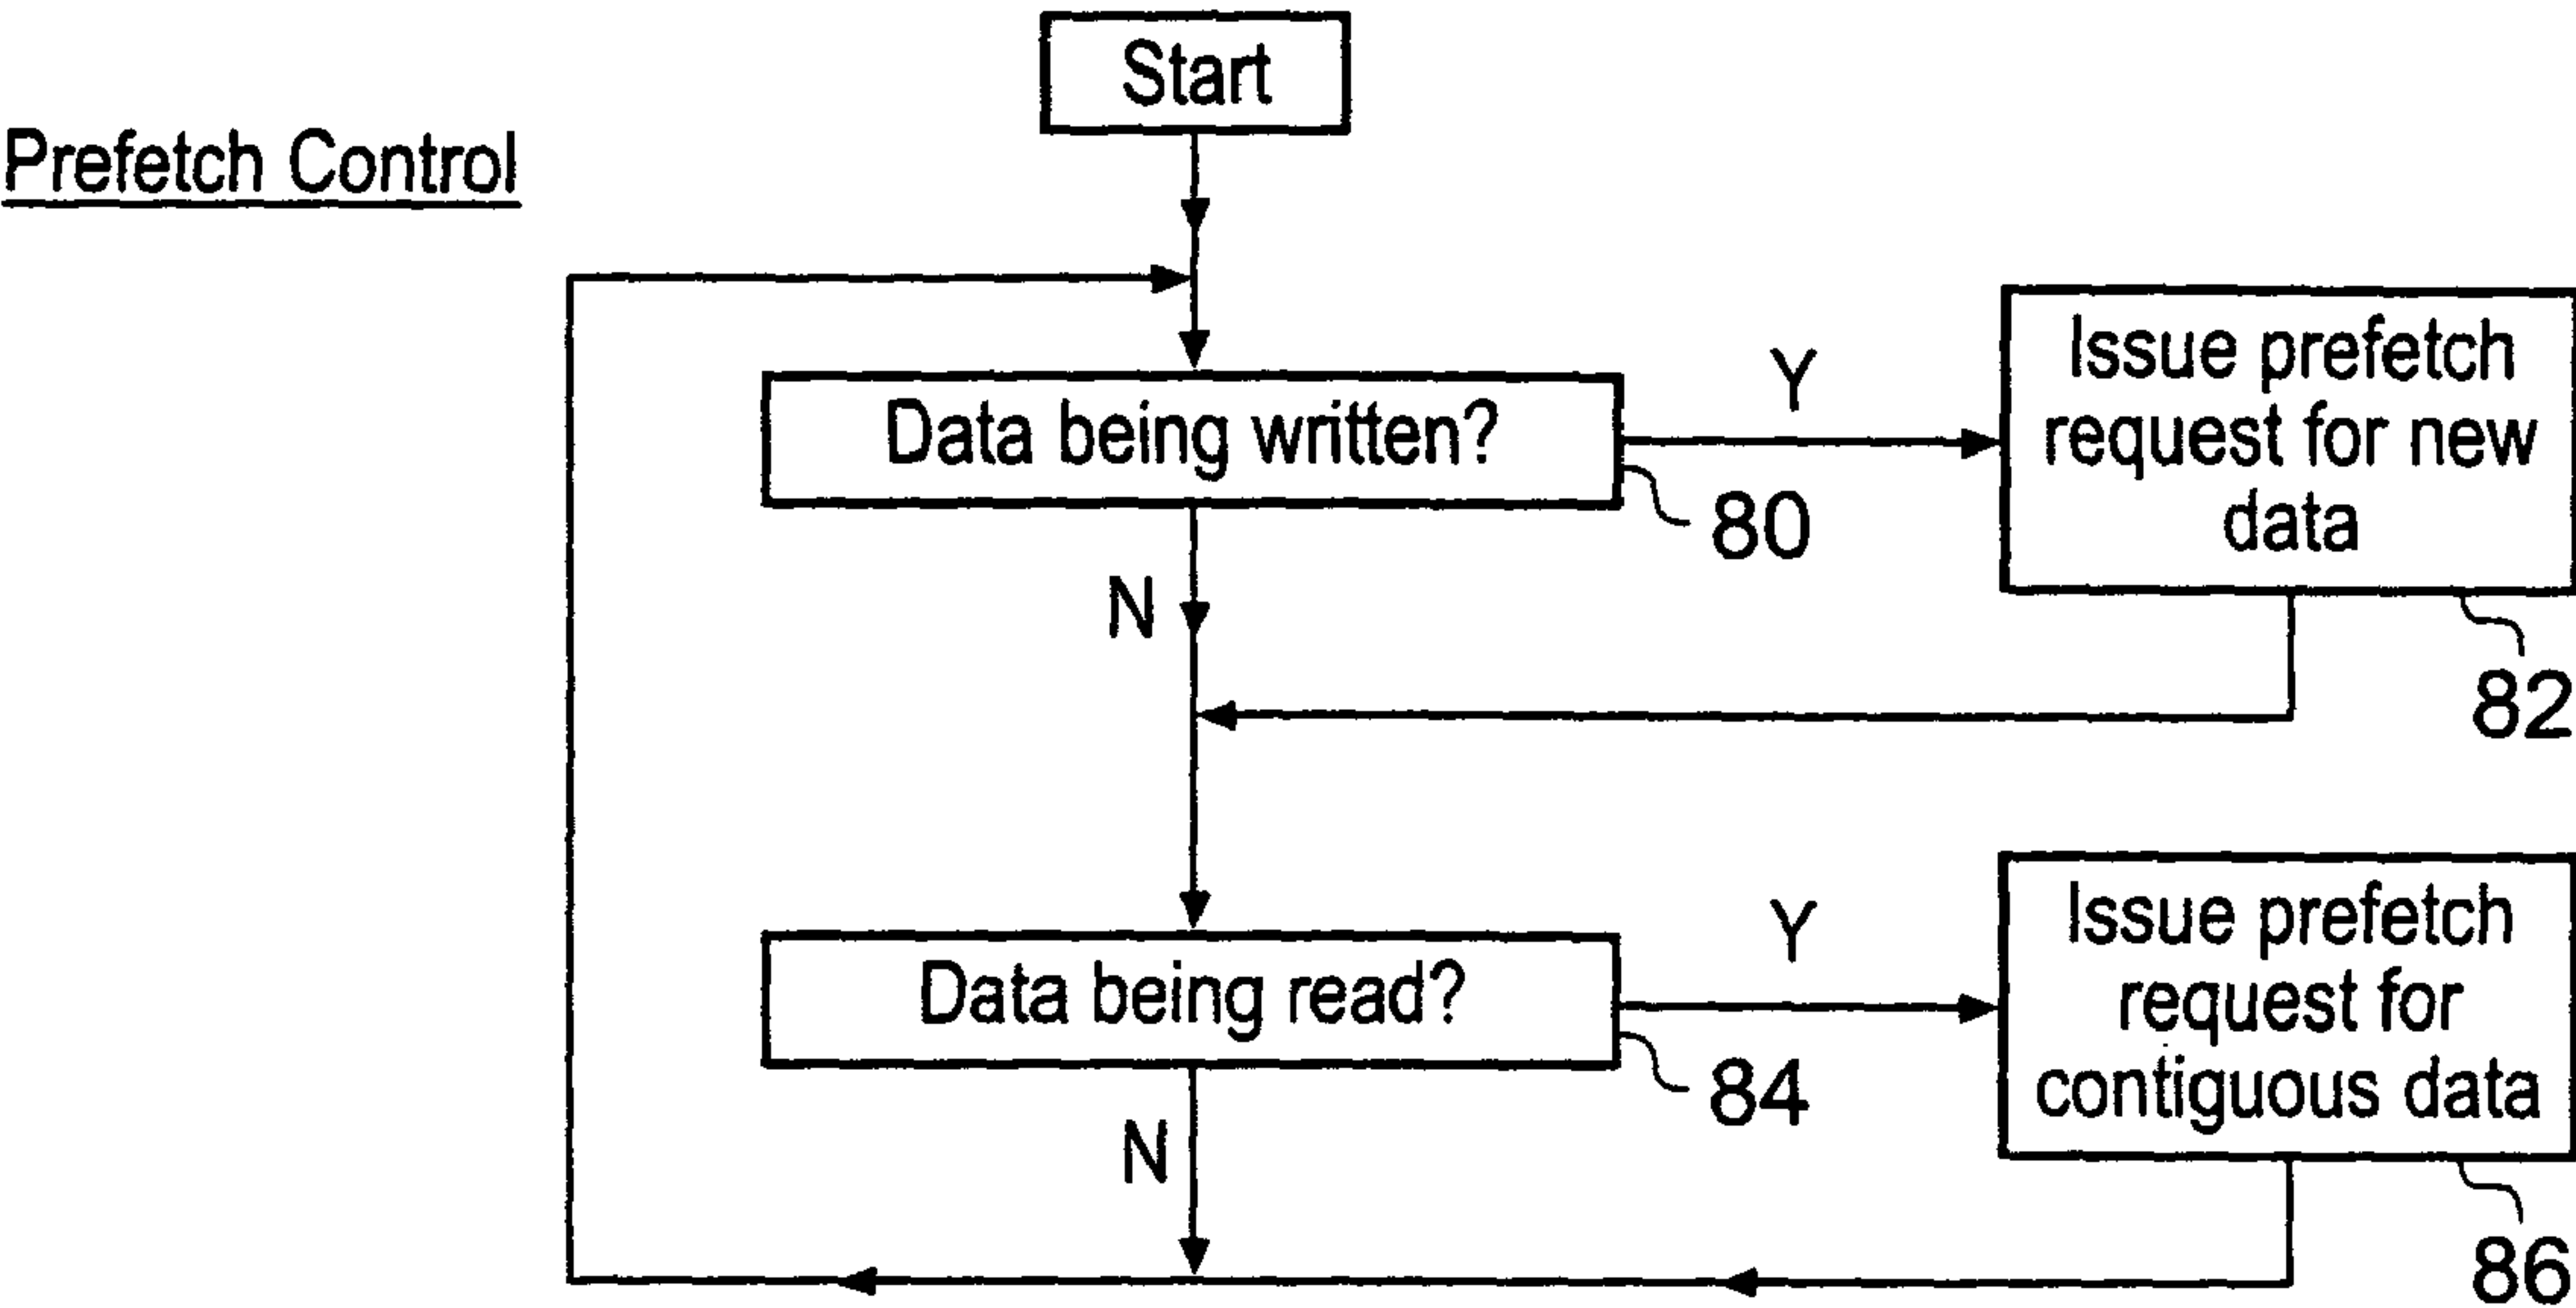 Start
Prefetch Control
Data being written?
Y
Issue prefetch
request for new
data
80
N
82
Data being read?
Y
Issue prefetch
request for
contiguous data
84
N
86